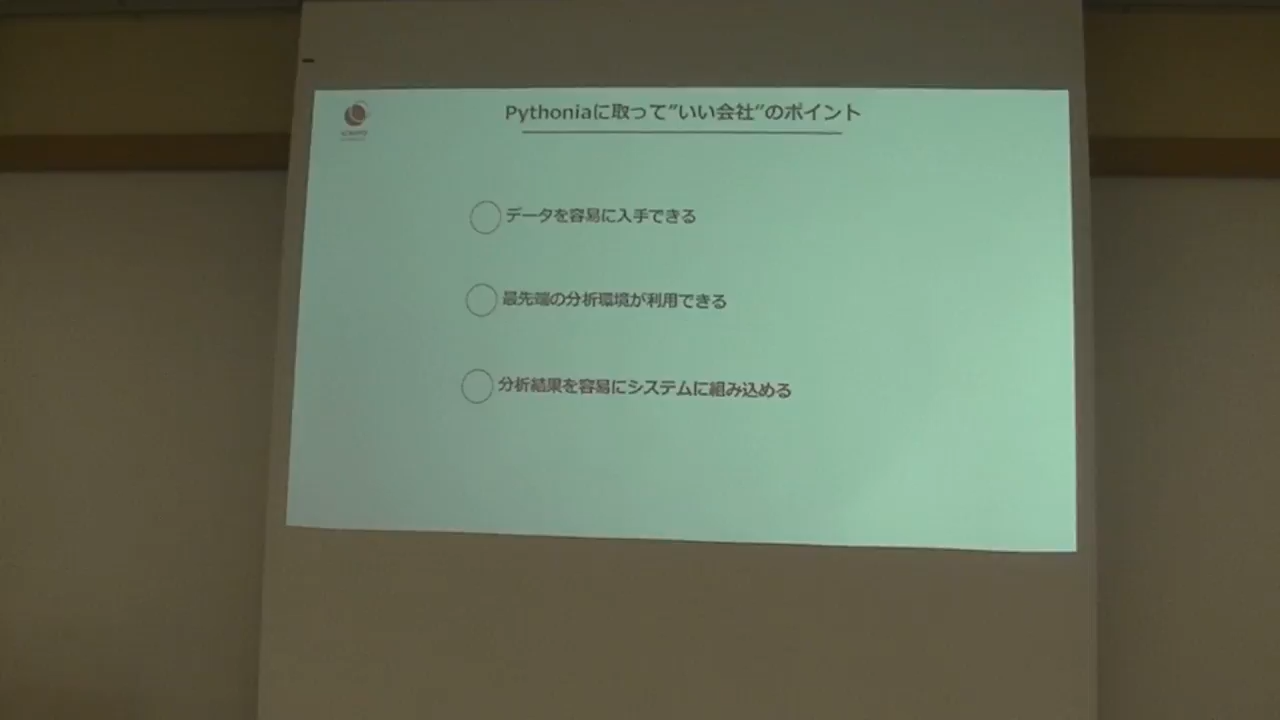 Pythoniaに取って”いい会社”のポイント
データを容易に入手できる
最先端の分析環境が利用できる
分析結果を容易にシステムに組み込める